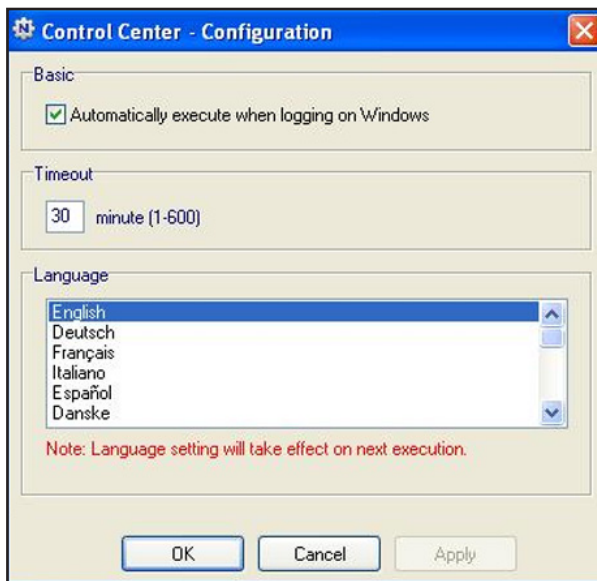 Control Center - Configuration
Basic
Automatically execute when logging on Windows
Timeout
30 minute (1-600)
Language
English
Deutsch
Français
Italiano
Español
Danske
Note: Language setting will take effect on next execution.
OK Cancel Apply